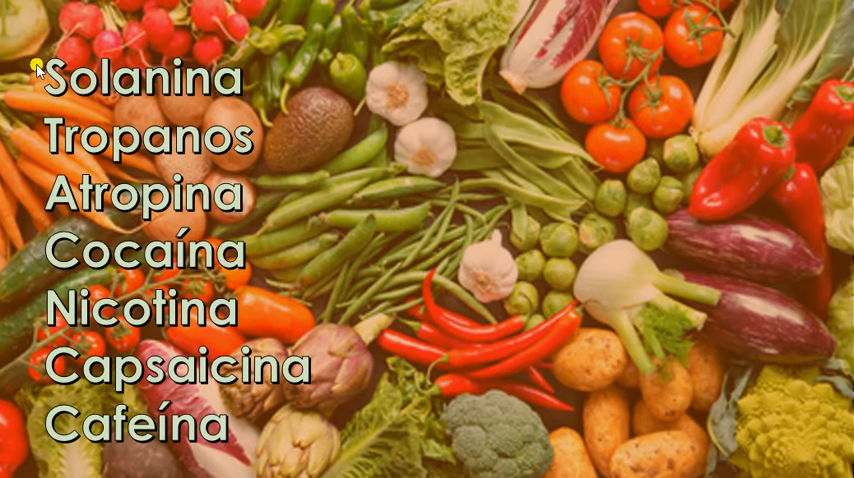 Solanina
Tropanos
Atropina
Cocaína
Nicotina
Capsaicina
Cafeína